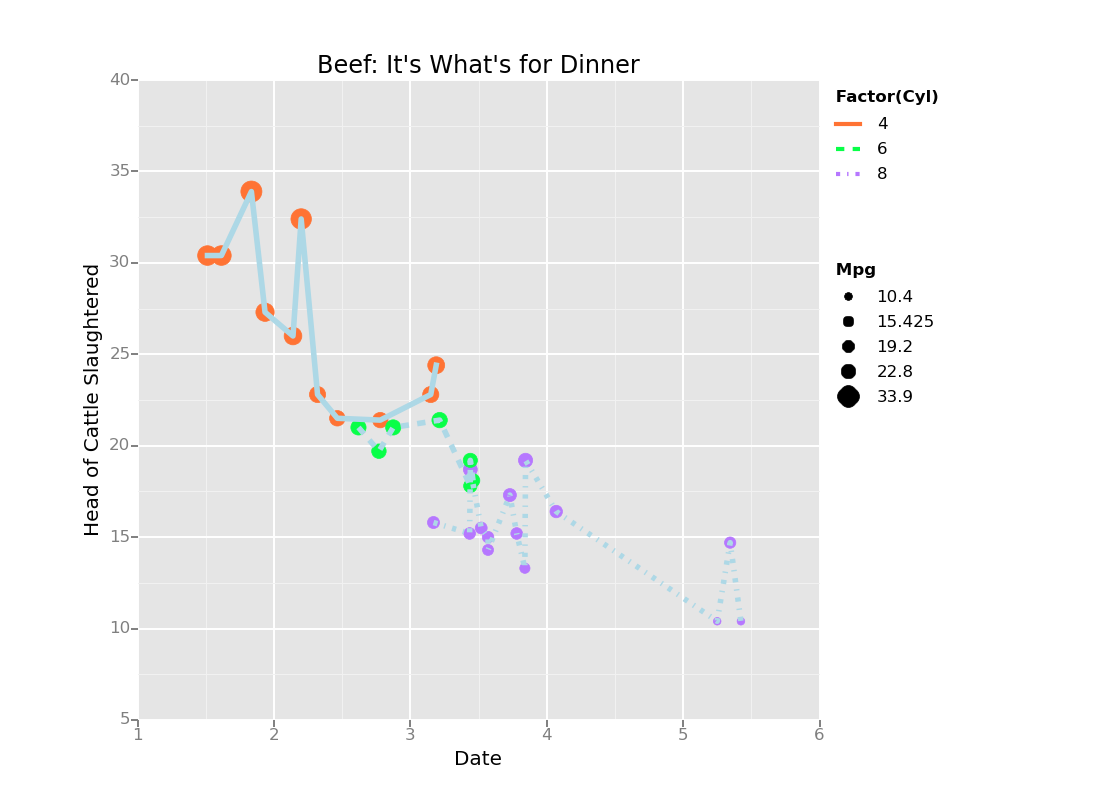 Beef: It's What's for Dinner
40
35
30
25
20
15
10
5
Head of Cattle Slaughtered
1 2 3 4 5 6
Date
Factor(Cyl)
4
6
8
Mpg
10.4
15.425
19.2
22.8
33.9